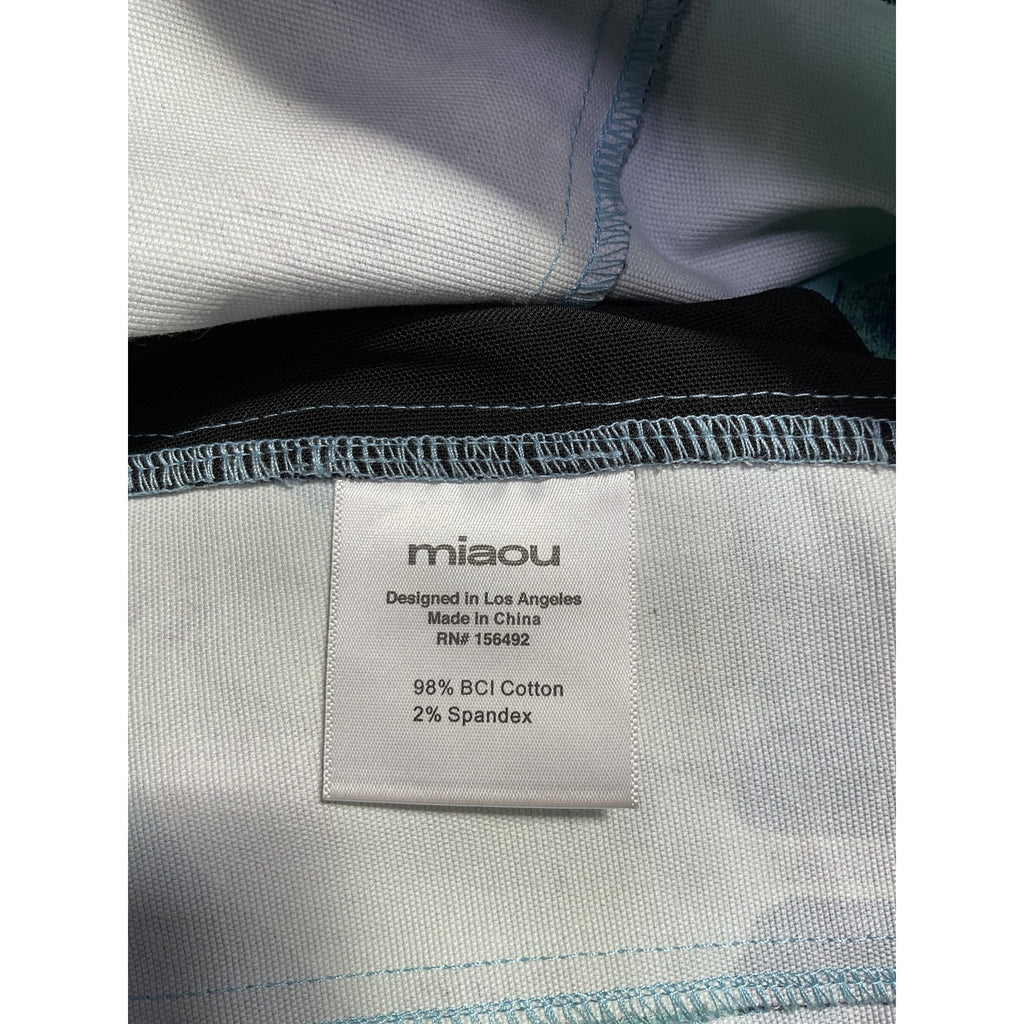 miaou
Designed in Los Angeles
Made in China
RN# 156492
98% BCI Cotton
2% Spandex